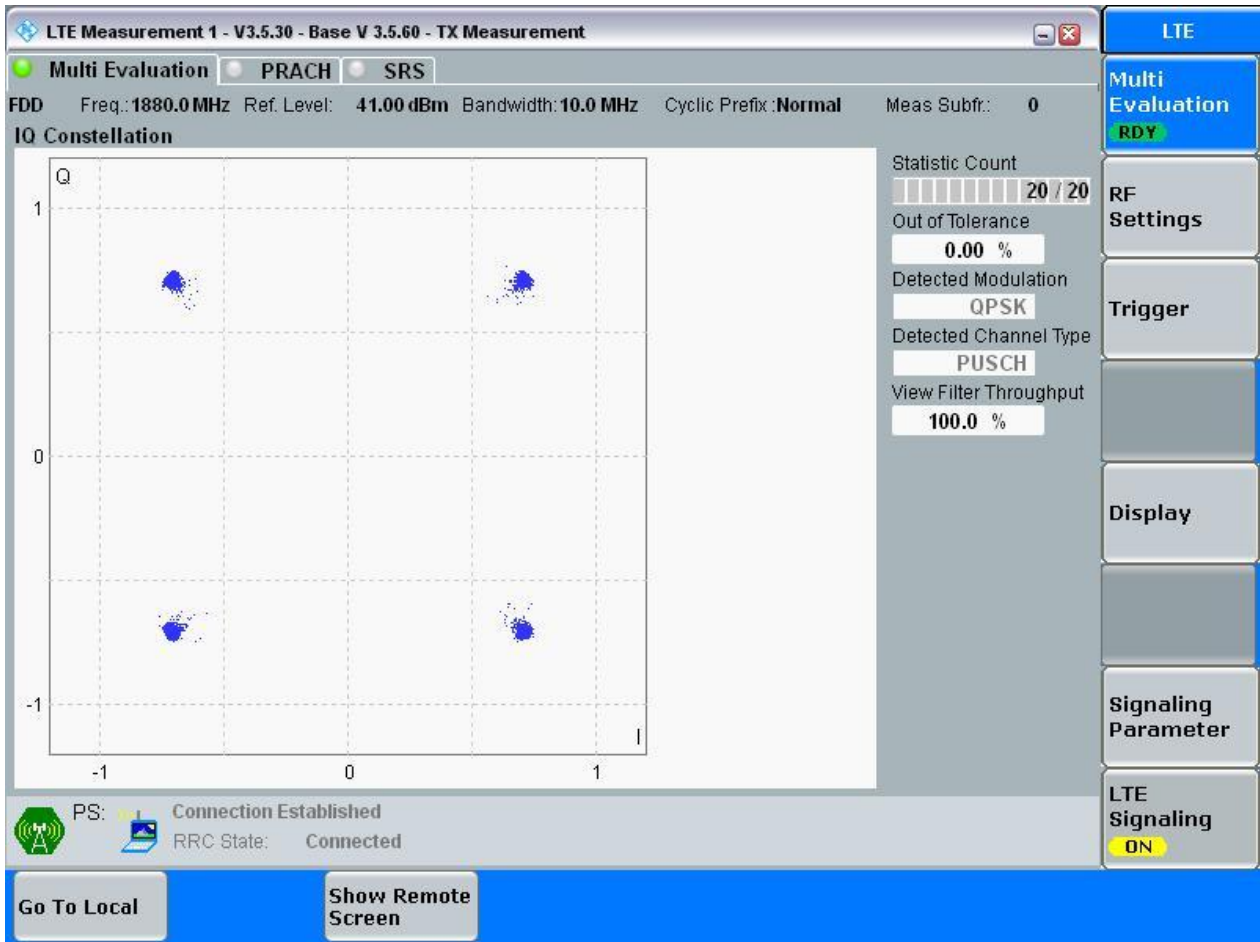 LTE Measurement 1 - V3.5.30 - Base V 3.5.60 - TX Measurement
LTE
Multi Evaluation PRACH SRS
FDD Freq.: 1880.0 MHz Ref. Level: 41.00 dBm Bandwidth: 10.0 MHz Cyclic Prefix : Normal Meas Subfr.: 0
IQ Constellation
Q
1
0
-1
I
-1 0 1
Statistic Count
20 / 20
Out of Tolerance
0.00 %
Detected Modulation
QPSK
Detected Channel Type
PUSCH
View Filter Throughput
100.0 %
Multi
Evaluation
RDY
RF
Settings
Trigger
Display
Signaling
Parameter
LTE
Signaling
ON
PS: Connection Established
RRC State: Connected
Go To Local
Show Remote
Screen